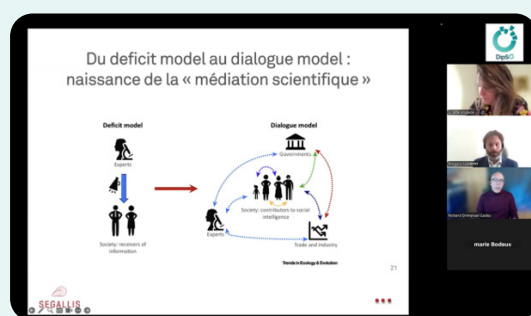 Du deficit model au dialogue model :
naissance de la « médiation scientifique »
Deficit model
Experts
Society: receivers of
information
Dialogue model
Governments
Society: contributors to social
intelligence
Experts
Trade and industry
Trends in Ecology & Evolution
21
SEGALLIS
DipSO
marie Bodeux